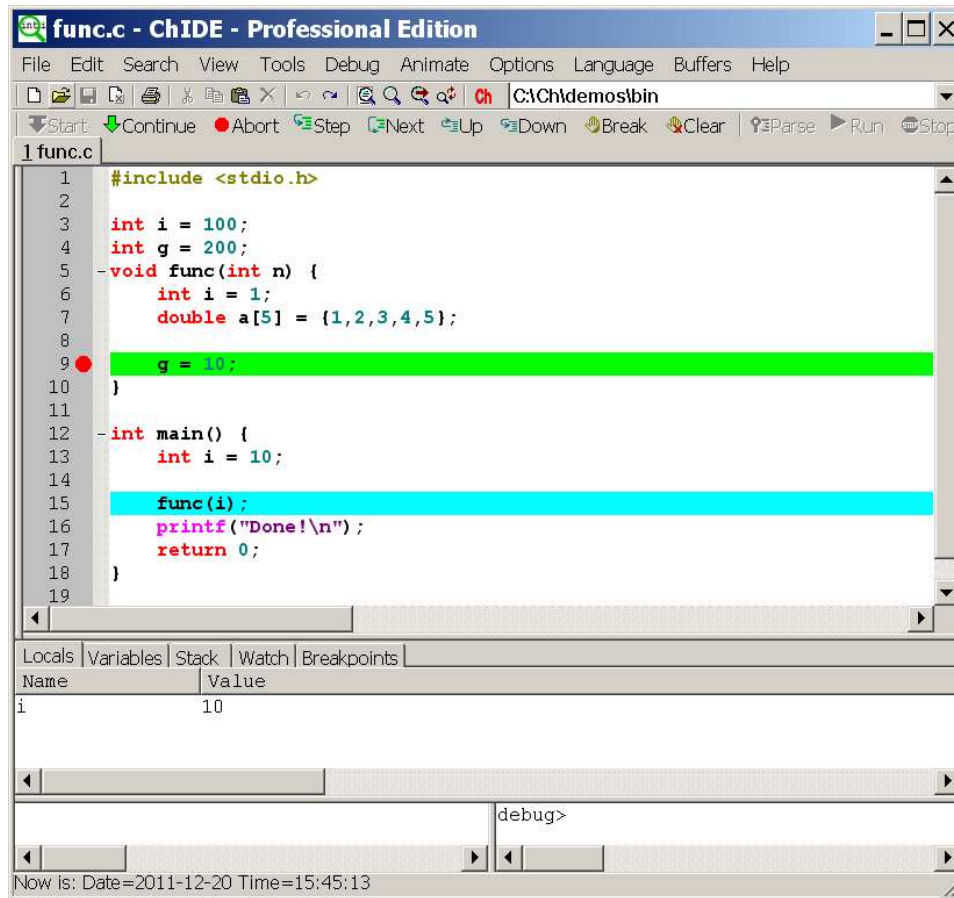 func.c - ChIDE - Professional Edition
File Edit Search View Tools Debug Animate Options Language Buffers Help
Ch C:\Ch\demos\bin
Start Continue Abort Step Next Up Down Break Clear Parse Run Stop
1 func.c
1 #include <stdio.h>
2
3 int i = 100;
4 int g = 200;
5 -void func(int n) {
6 int i = 1;
7 double a[5] = {1,2,3,4,5};
8
9 g = 10;
10 }
11
12 -int main() {
13 int i = 10;
14
15 func(i);
16 printf("Done!\n");
17 return 0;
18 }
19
Locals Variables Stack Watch Breakpoints
Name Value
i 10
debug>
Now is: Date=2011-12-20 Time=15:45:13